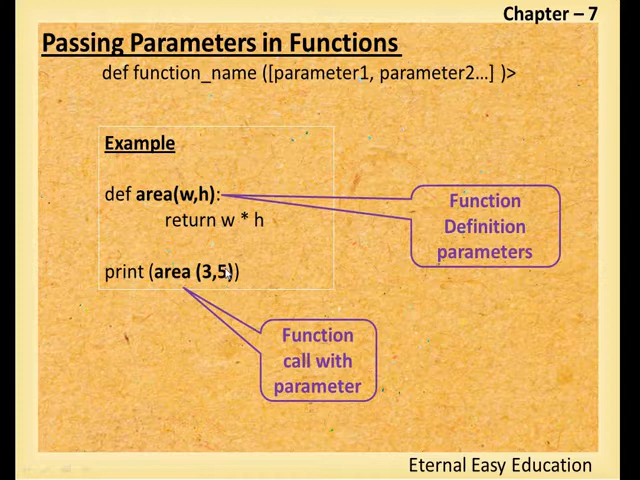 Chapter – 7
Passing Parameters in Functions
def function_name ([parameter1, parameter2…] )>
Example
def area(w,h):
return w * h
print (area (3,5))
Function
Definition
parameters
Function
call with
parameter
Eternal Easy Education